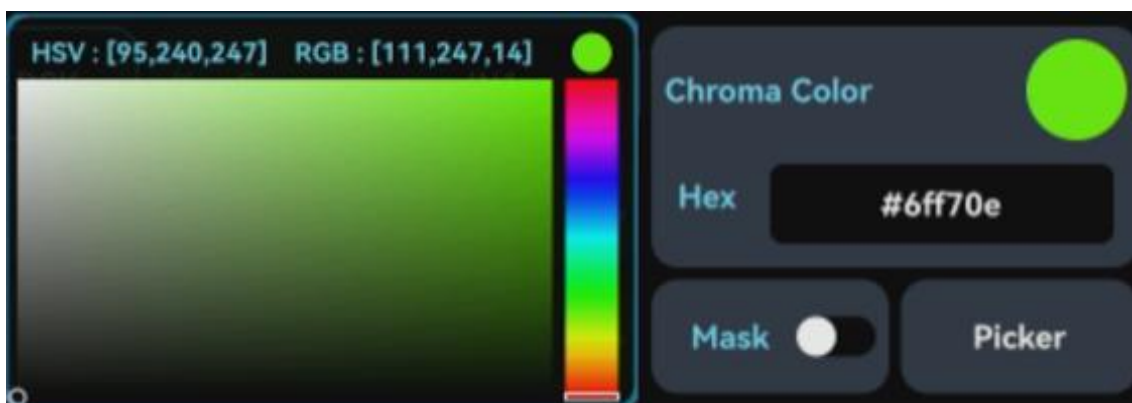 HSV : [95,240,247] RGB : [111,247,14]
Chroma Color
Hex #6ff70e
Mask Picker